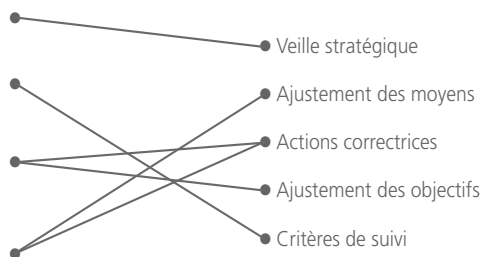 Veille stratégique
Ajustement des moyens
Actions correctrices
Ajustement des objectifs
Critères de suivi